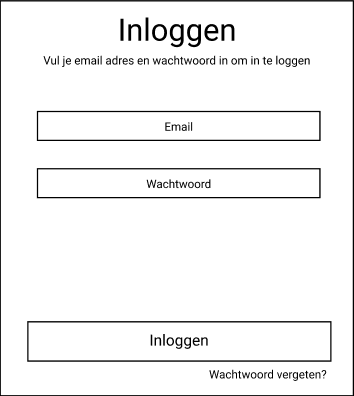 Inloggen
Vul je email adres en wachtwoord in om in te loggen
Email
Wachtwoord
Inloggen
Wachtwoord vergeten?